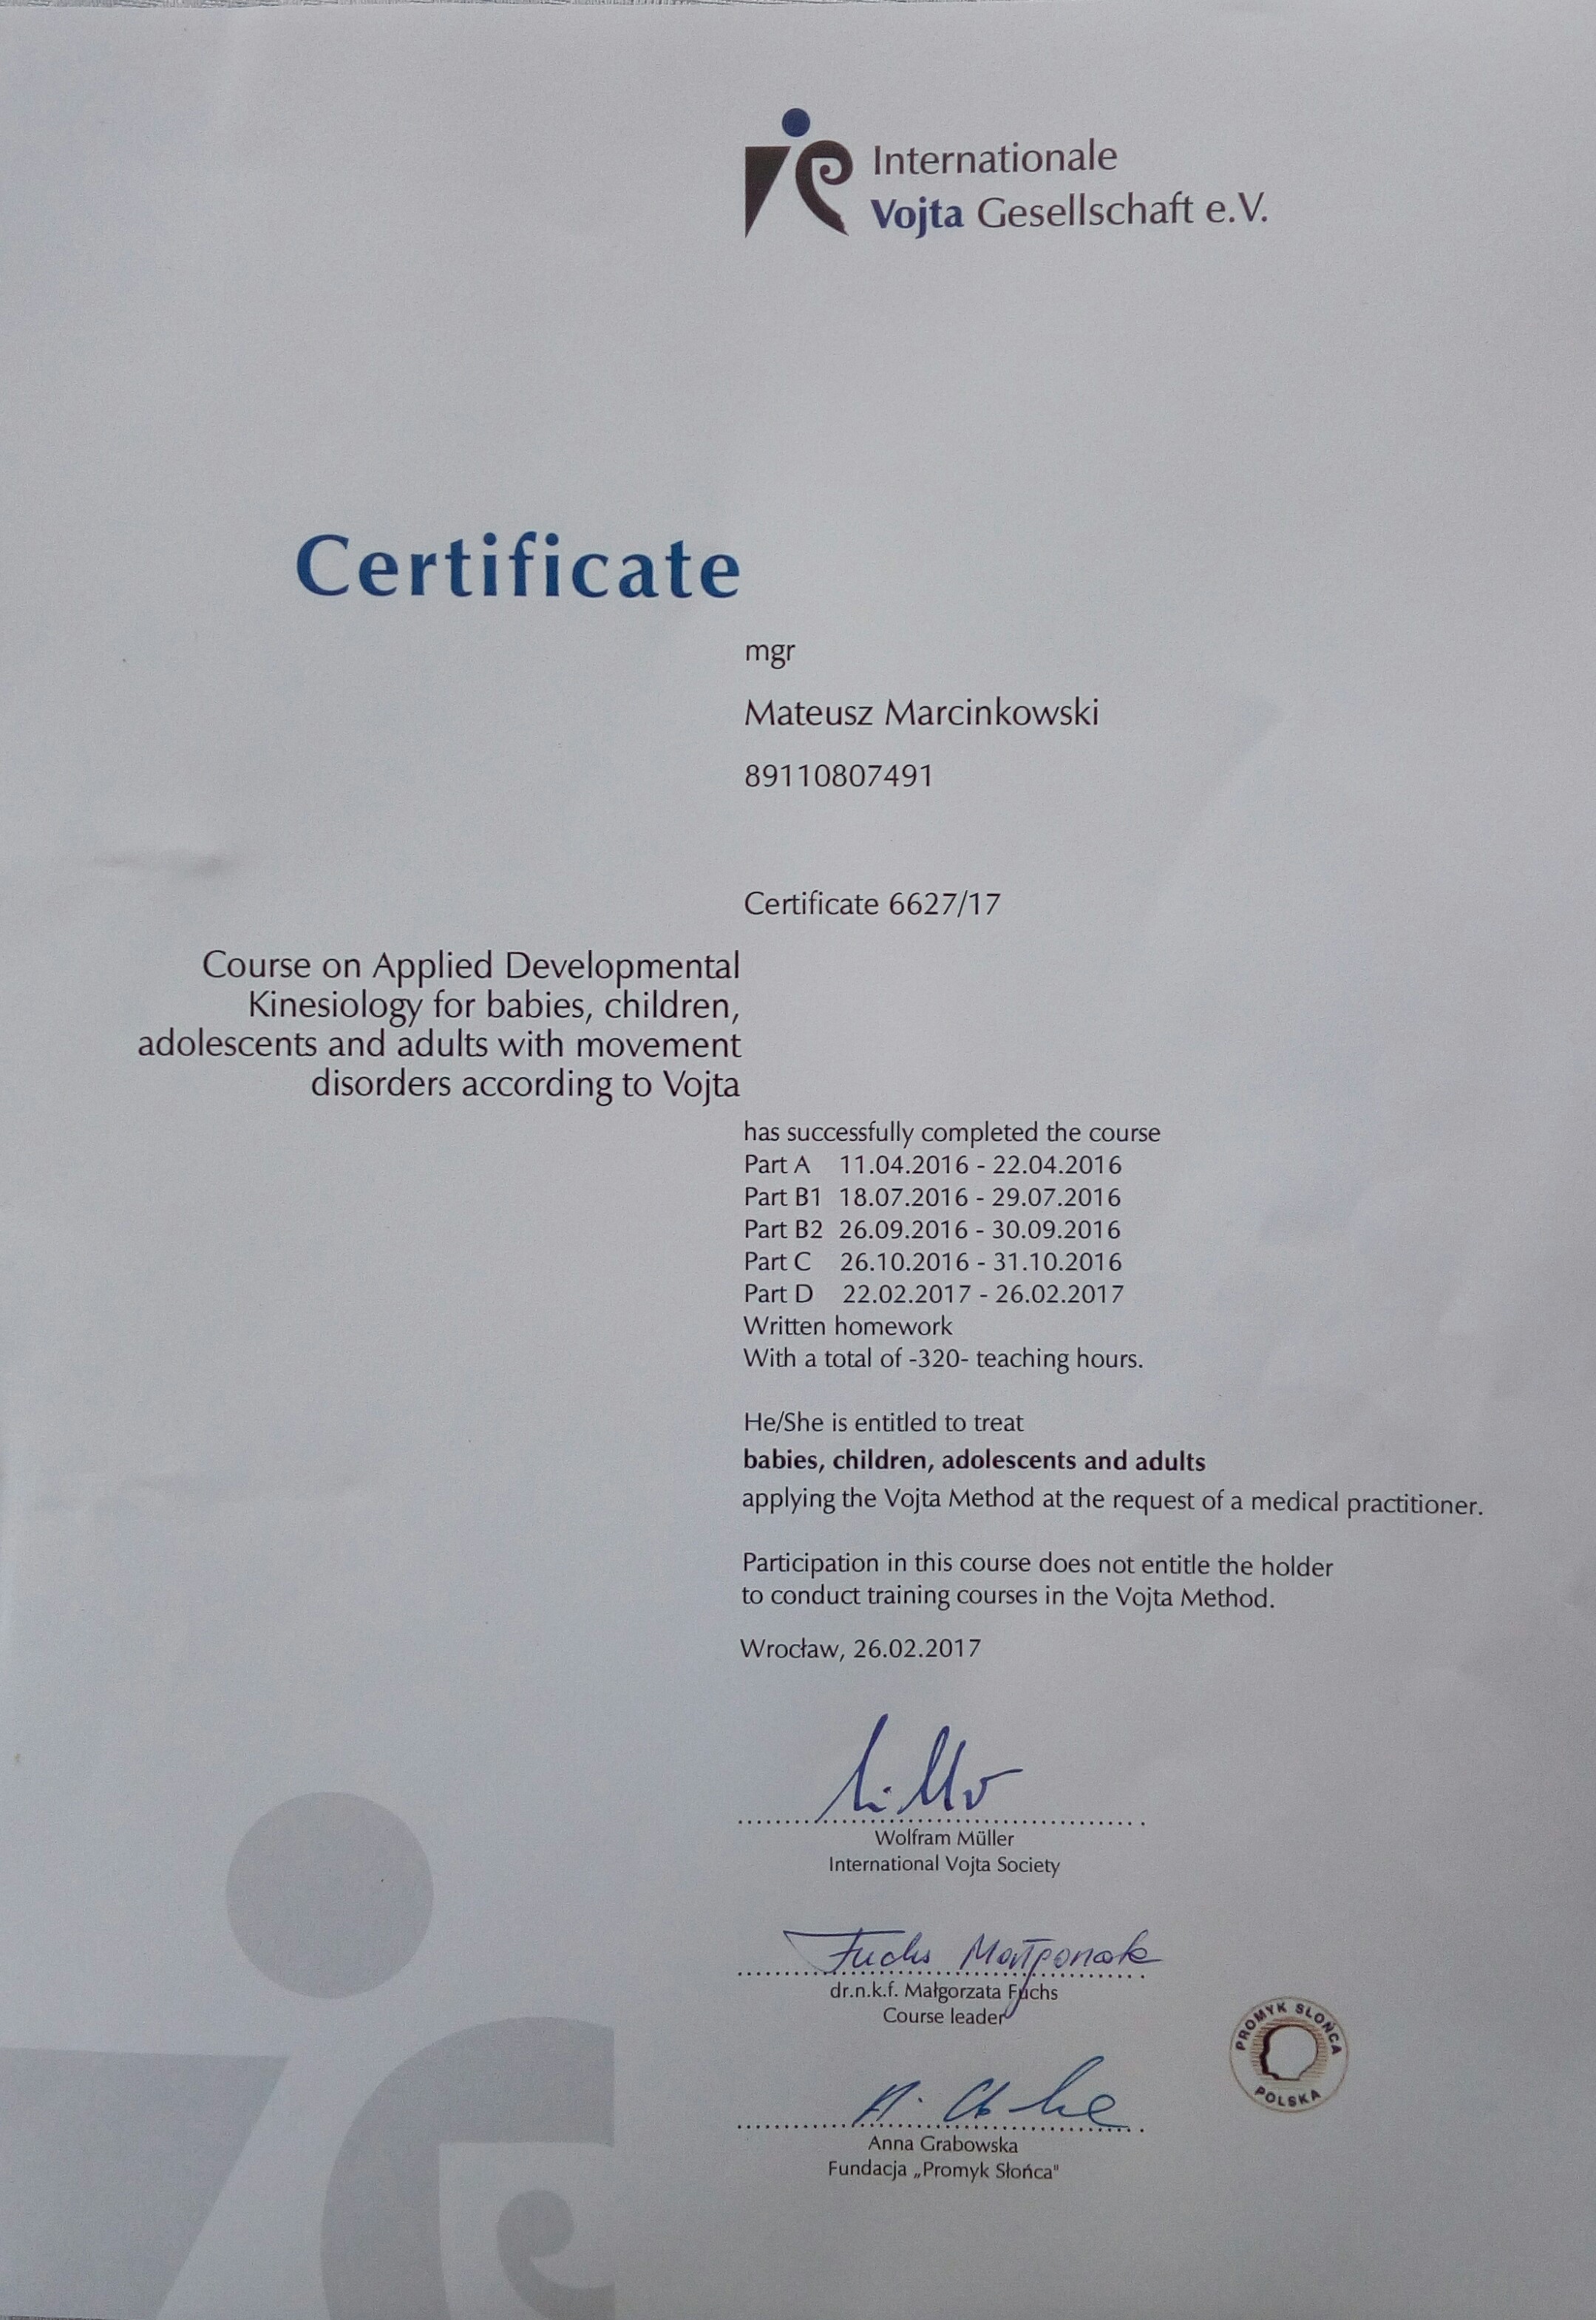 Internationale
Vojta Gesellschaft e.V.
Certificate
mgr
Mateusz Marcinkowski
89110807491
Certificate 6627/17
Course on Applied Developmental
Kinesiology for babies, children,
adolescents and adults with movement
disorders according to Vojta
has successfully completed the course
Part A 11.04.2016 - 22.04.2016
Part B1 18.07.2016 - 29.07.2016
Part B2 26.09.2016 - 30.09.2016
Part C 26.10.2016 - 31.10.2016
Part D 22.02.2017 - 26.02.2017
Written homework
With a total of -320- teaching hours.
He/She is entitled to treat
babies, children, adolescents and adults
applying the Vojta Method at the request of a medical practitioner.
Participation in this course does not entitle the holder
to conduct training courses in the Vojta Method.
Wrocław, 26.02.2017
Wolfram Müller
International Vojta Society
Fuchs Małgorzata
dr.n.k.f. Małgorzata Fuchs
Course leader
PROMYK SŁOŃCA
POLSKA
Anna Grabowska
Fundacja „Promyk Słońca"